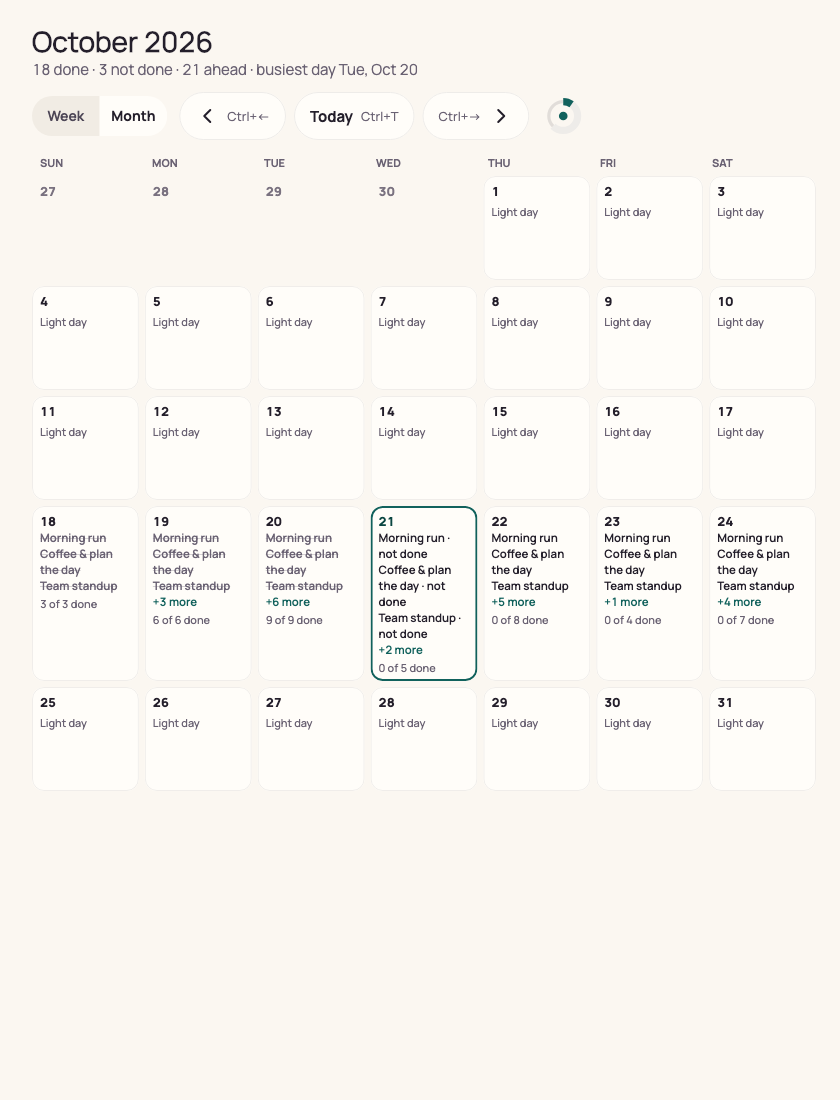 October 2026
18 done · 3 not done · 21 ahead · busiest day Tue, Oct 20
Week Month Ctrl+← Today Ctrl+T Ctrl+→
SUN MON TUE WED THU FRI SAT
27 28 29 30 1 2 3
Light day Light day Light day
4 5 6 7 8 9 10
Light day Light day Light day Light day Light day Light day Light day
11 12 13 14 15 16 17
Light day Light day Light day Light day Light day Light day Light day
18
Morning run
Coffee & plan
the day
Team standup
3 of 3 done
19
Morning run
Coffee & plan
the day
Team standup
+3 more
6 of 6 done
20
Morning run
Coffee & plan
the day
Team standup
+6 more
9 of 9 done
21
Morning run ·
not done
Coffee & plan
the day · not
done
Team standup ·
not done
+2 more
0 of 5 done
22
Morning run
Coffee & plan
the day
Team standup
+5 more
0 of 8 done
23
Morning run
Coffee & plan
the day
Team standup
+1 more
0 of 4 done
24
Morning run
Coffee & plan
the day
Team standup
+4 more
0 of 7 done
25 26 27 28 29 30 31
Light day Light day Light day Light day Light day Light day Light day